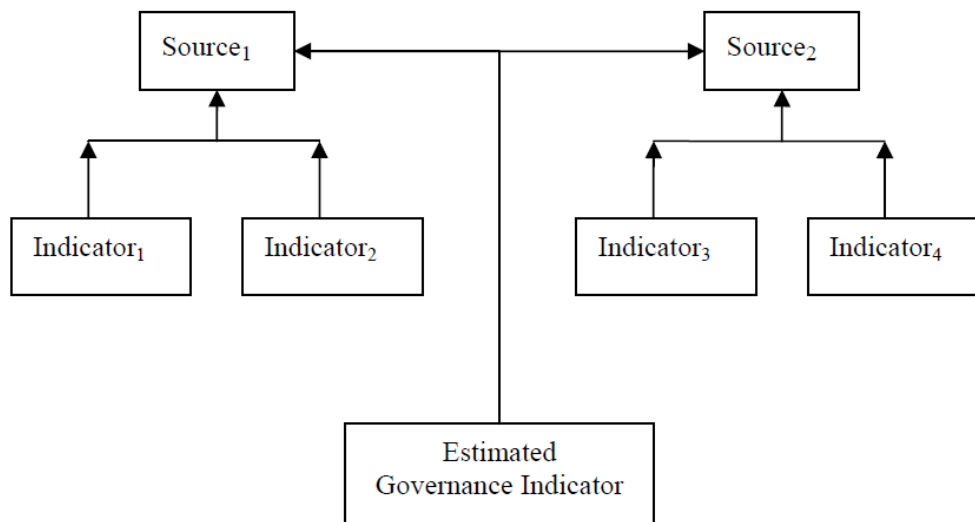 Source₁
Source₂
Indicator₁
Indicator₂
Indicator₃
Indicator₄
Estimated
Governance Indicator